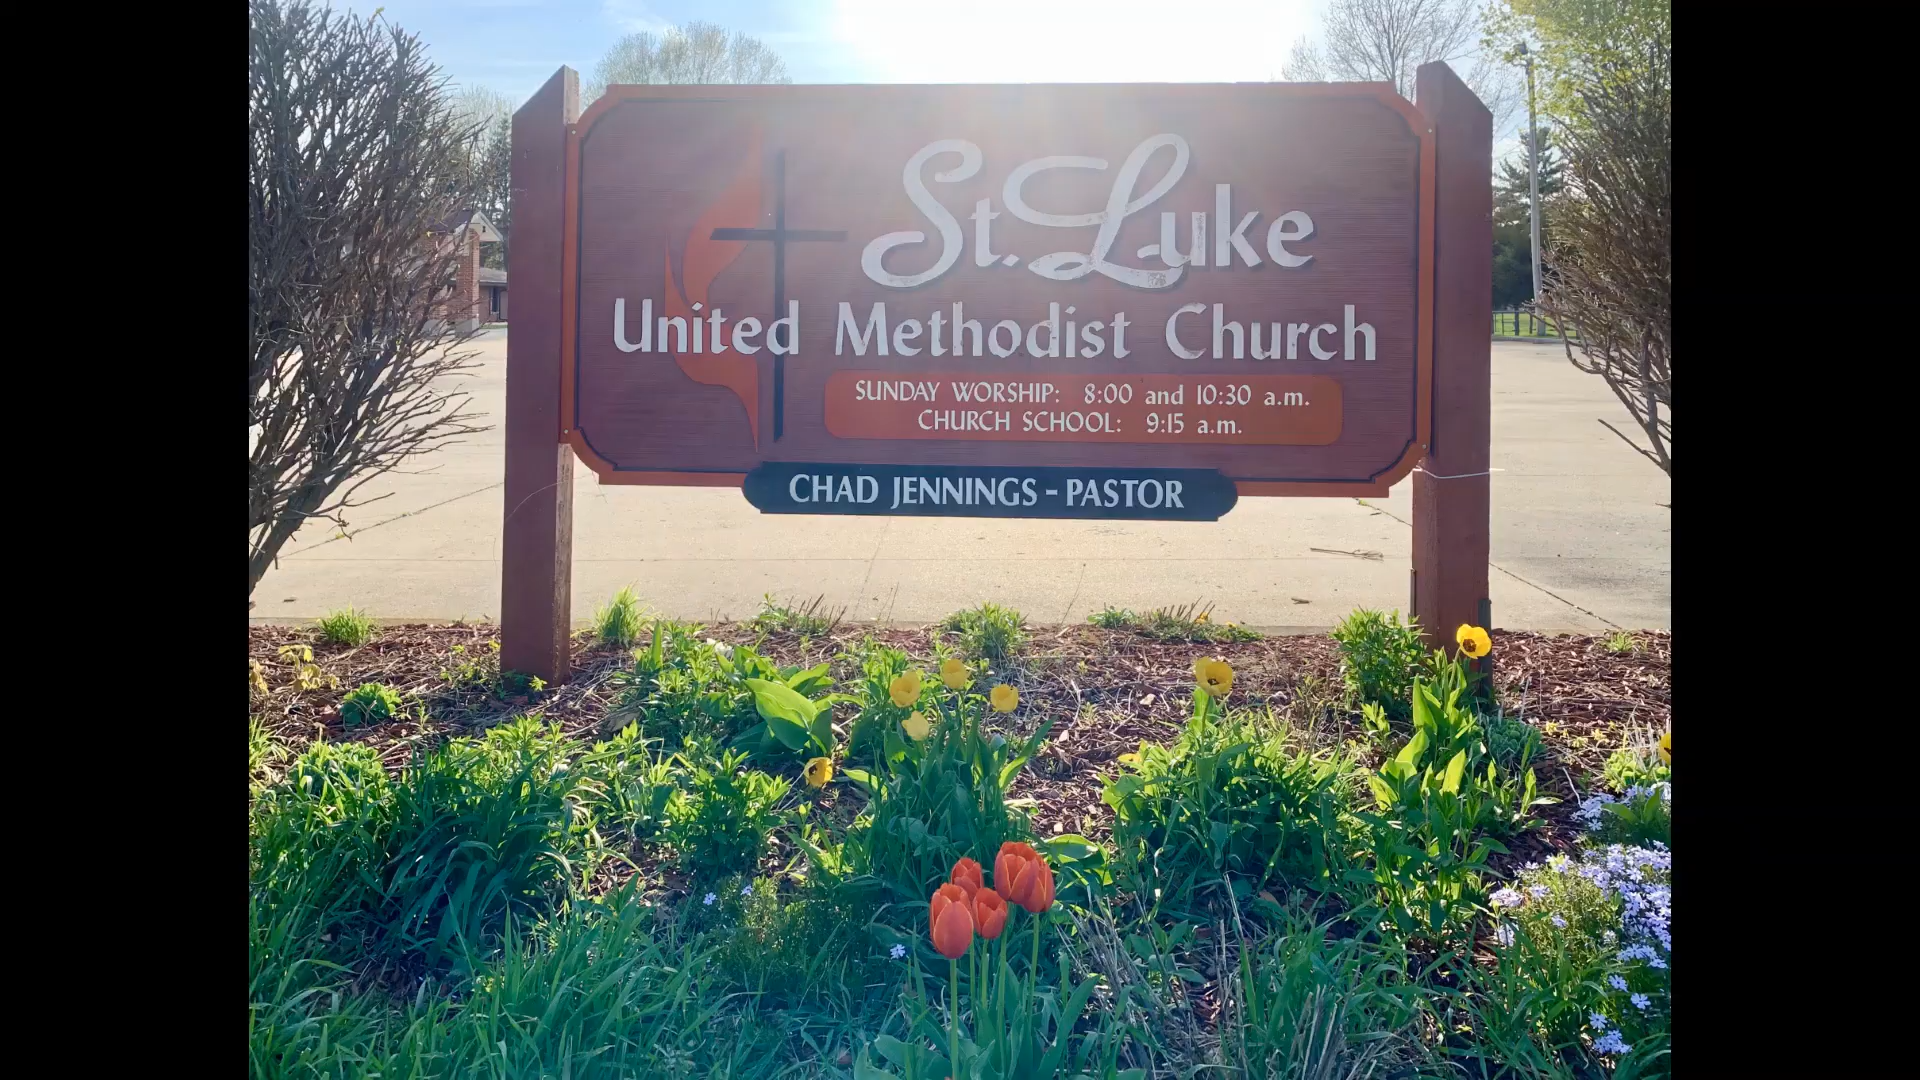 St. Luke
United Methodist Church
SUNDAY WORSHIP: 8:00 and 10:30 a.m.
CHURCH SCHOOL: 9:15 a.m.
CHAD JENNINGS - PASTOR